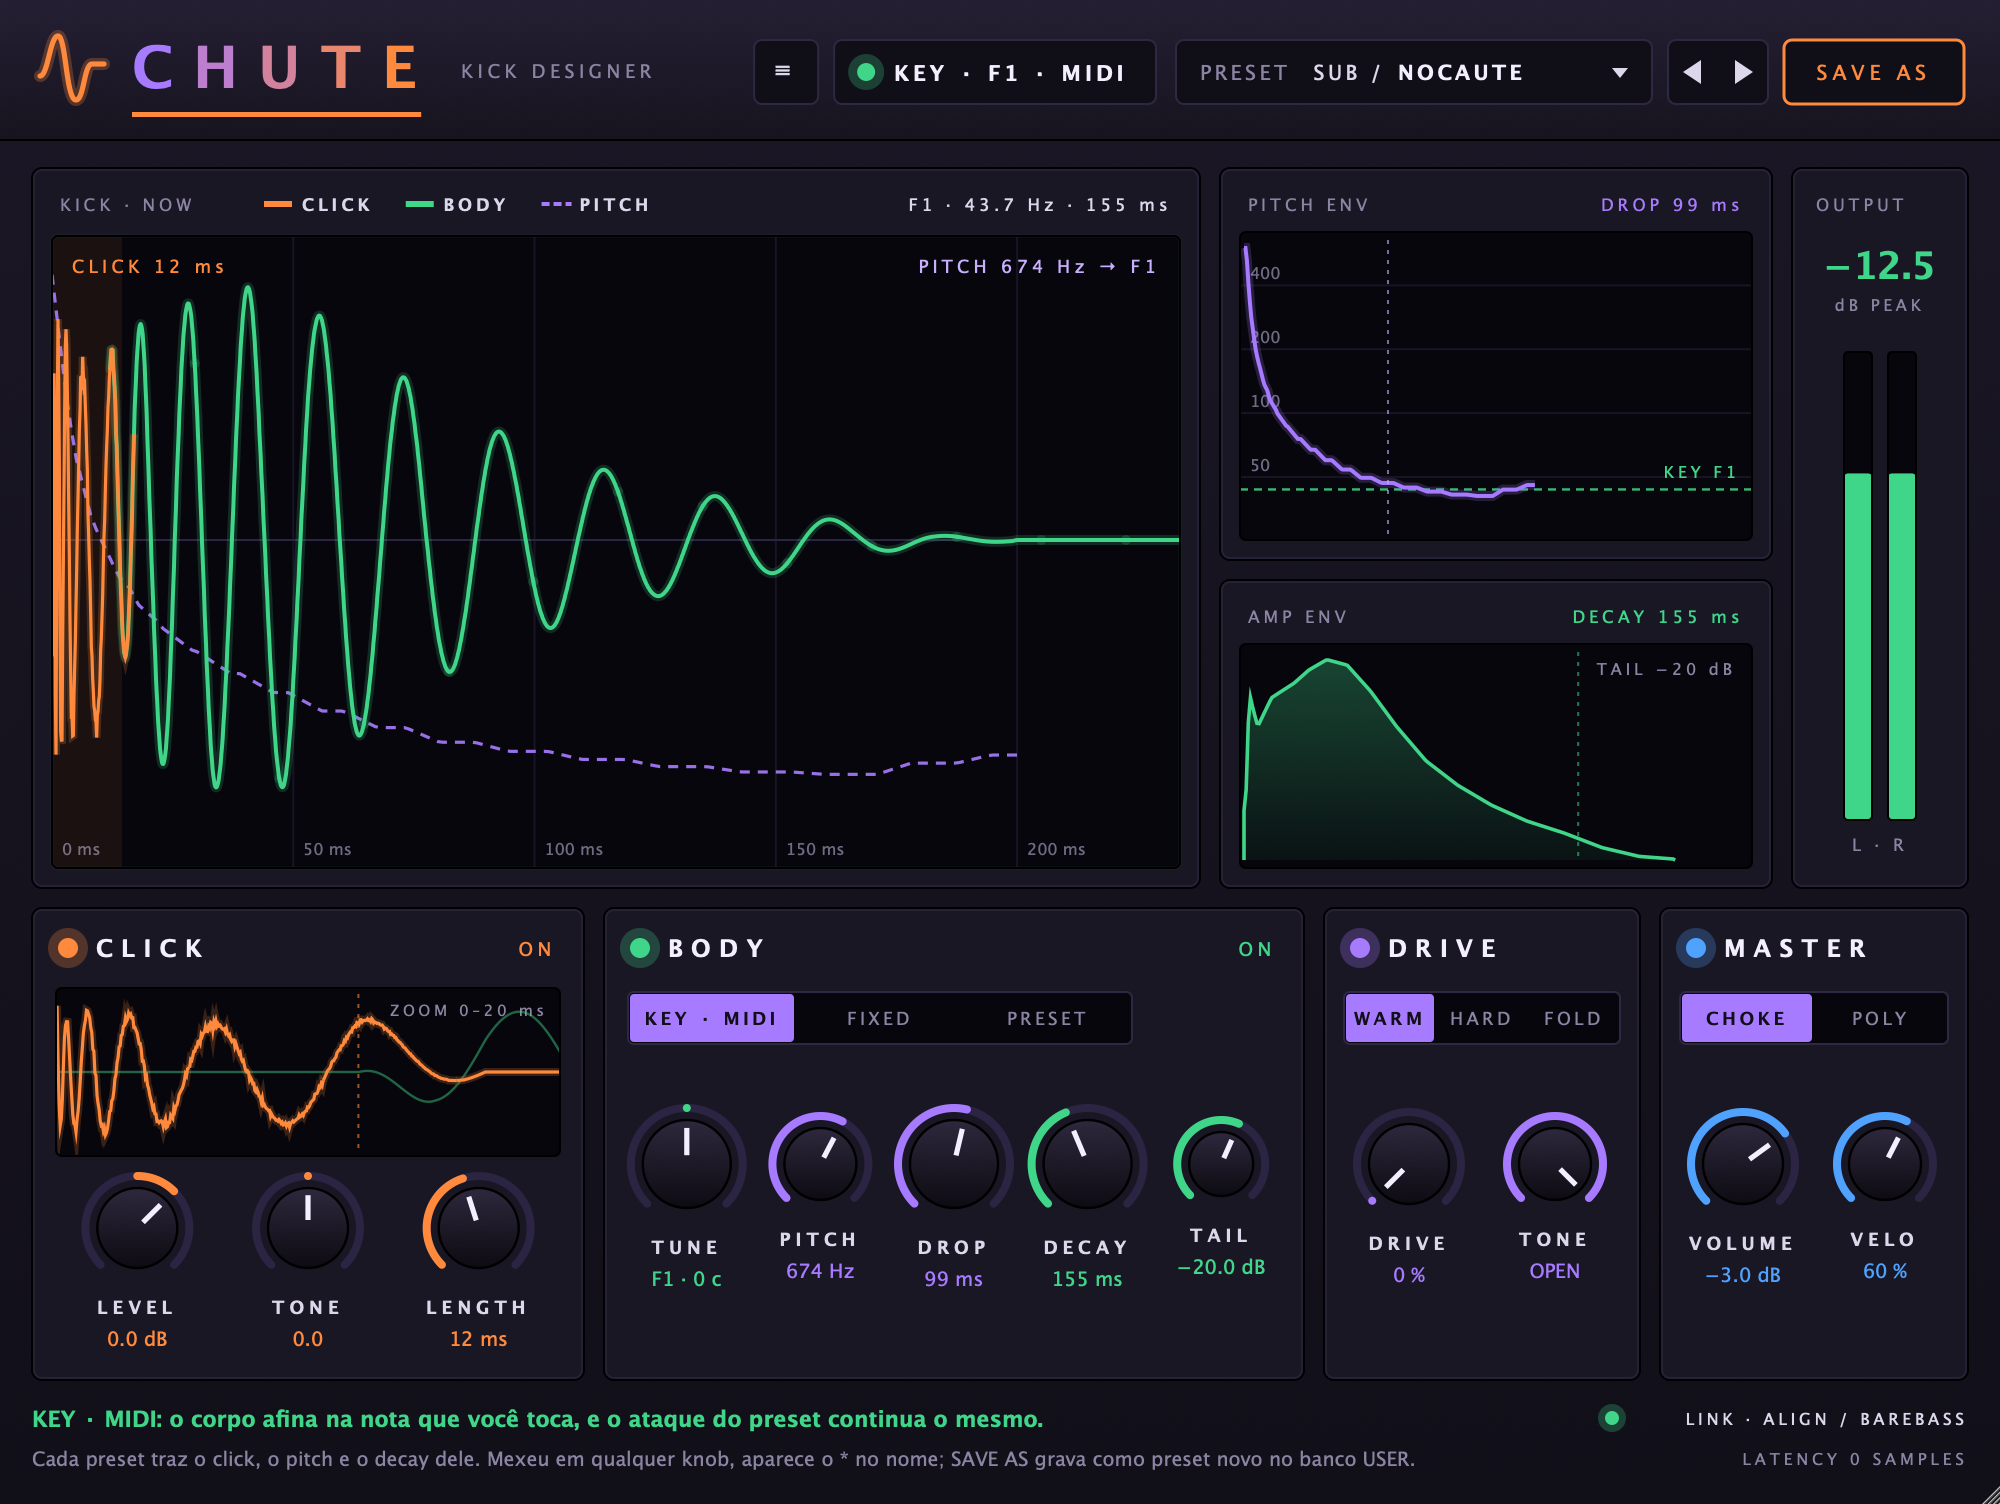 CHUTE
KICK DESIGNER
≡
KEY · F1 · MIDI
PRESET SUB / NOCAUTE
SAVE AS
KICK · NOW
CLICK
BODY
PITCH
F1 · 43.7 Hz · 155 ms
CLICK 12 ms
PITCH 674 Hz → F1
0 ms
50 ms
100 ms
150 ms
200 ms
PITCH ENV
DROP 99 ms
400
200
100
50
KEY F1
AMP ENV
DECAY 155 ms
TAIL −20 dB
OUTPUT
−12.5
dB PEAK
L · R
CLICK
ON
ZOOM 0–20 ms
LEVEL
0.0 dB
TONE
0.0
LENGTH
12 ms
BODY
ON
KEY · MIDI
FIXED
PRESET
TUNE
F1 · 0 c
PITCH
674 Hz
DROP
99 ms
DECAY
155 ms
TAIL
−20.0 dB
DRIVE
WARM
HARD
FOLD
DRIVE
0 %
TONE
OPEN
MASTER
CHOKE
POLY
VOLUME
−3.0 dB
VELO
60 %
KEY · MIDI: o corpo afina na nota que você toca, e o ataque do preset continua o mesmo.
LINK · ALIGN / BAREBASS
Cada preset traz o click, o pitch e o decay dele. Mexeu em qualquer knob, aparece o * no nome; SAVE AS grava como preset novo no banco USER.
LATENCY 0 SAMPLES